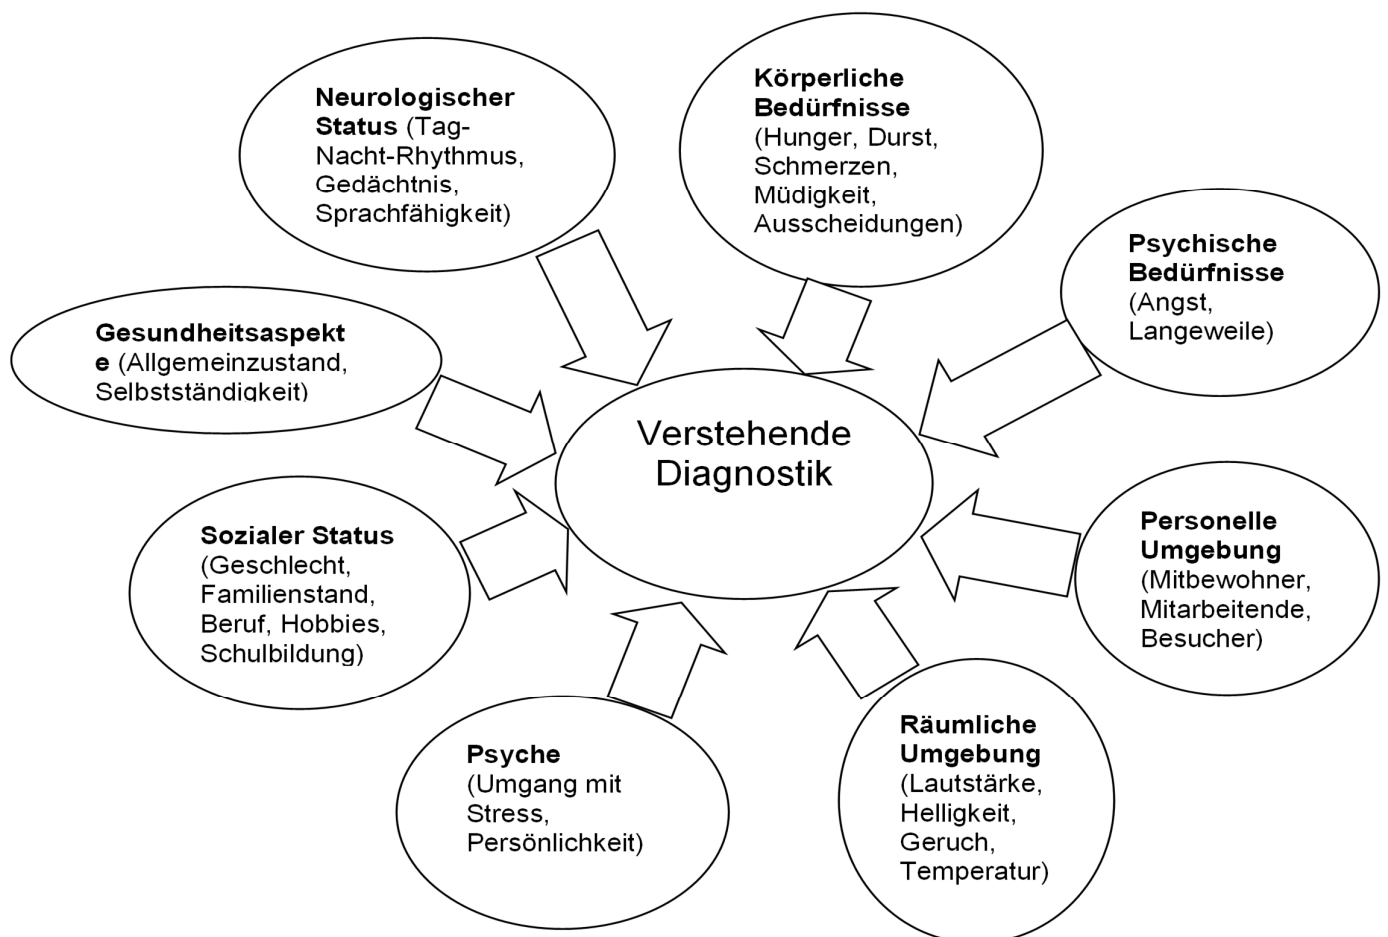 Neurologischer
Status (Tag-
Nacht-Rhythmus,
Gedächtnis,
Sprachfähigkeit)
Körperliche
Bedürfnisse
(Hunger, Durst,
Schmerzen,
Müdigkeit,
Ausscheidungen)
Psychische
Bedürfnisse
(Angst,
Langeweile)
Gesundheitsaspekt
e (Allgemeinzustand,
Selbstständigkeit)
Verstehende
Diagnostik
Sozialer Status
(Geschlecht,
Familienstand,
Beruf, Hobbies,
Schulbildung)
Personelle
Umgebung
(Mitbewohner,
Mitarbeitende,
Besucher)
Psyche
(Umgang mit
Stress,
Persönlichkeit)
Räumliche
Umgebung
(Lautstärke,
Helligkeit,
Geruch,
Temperatur)